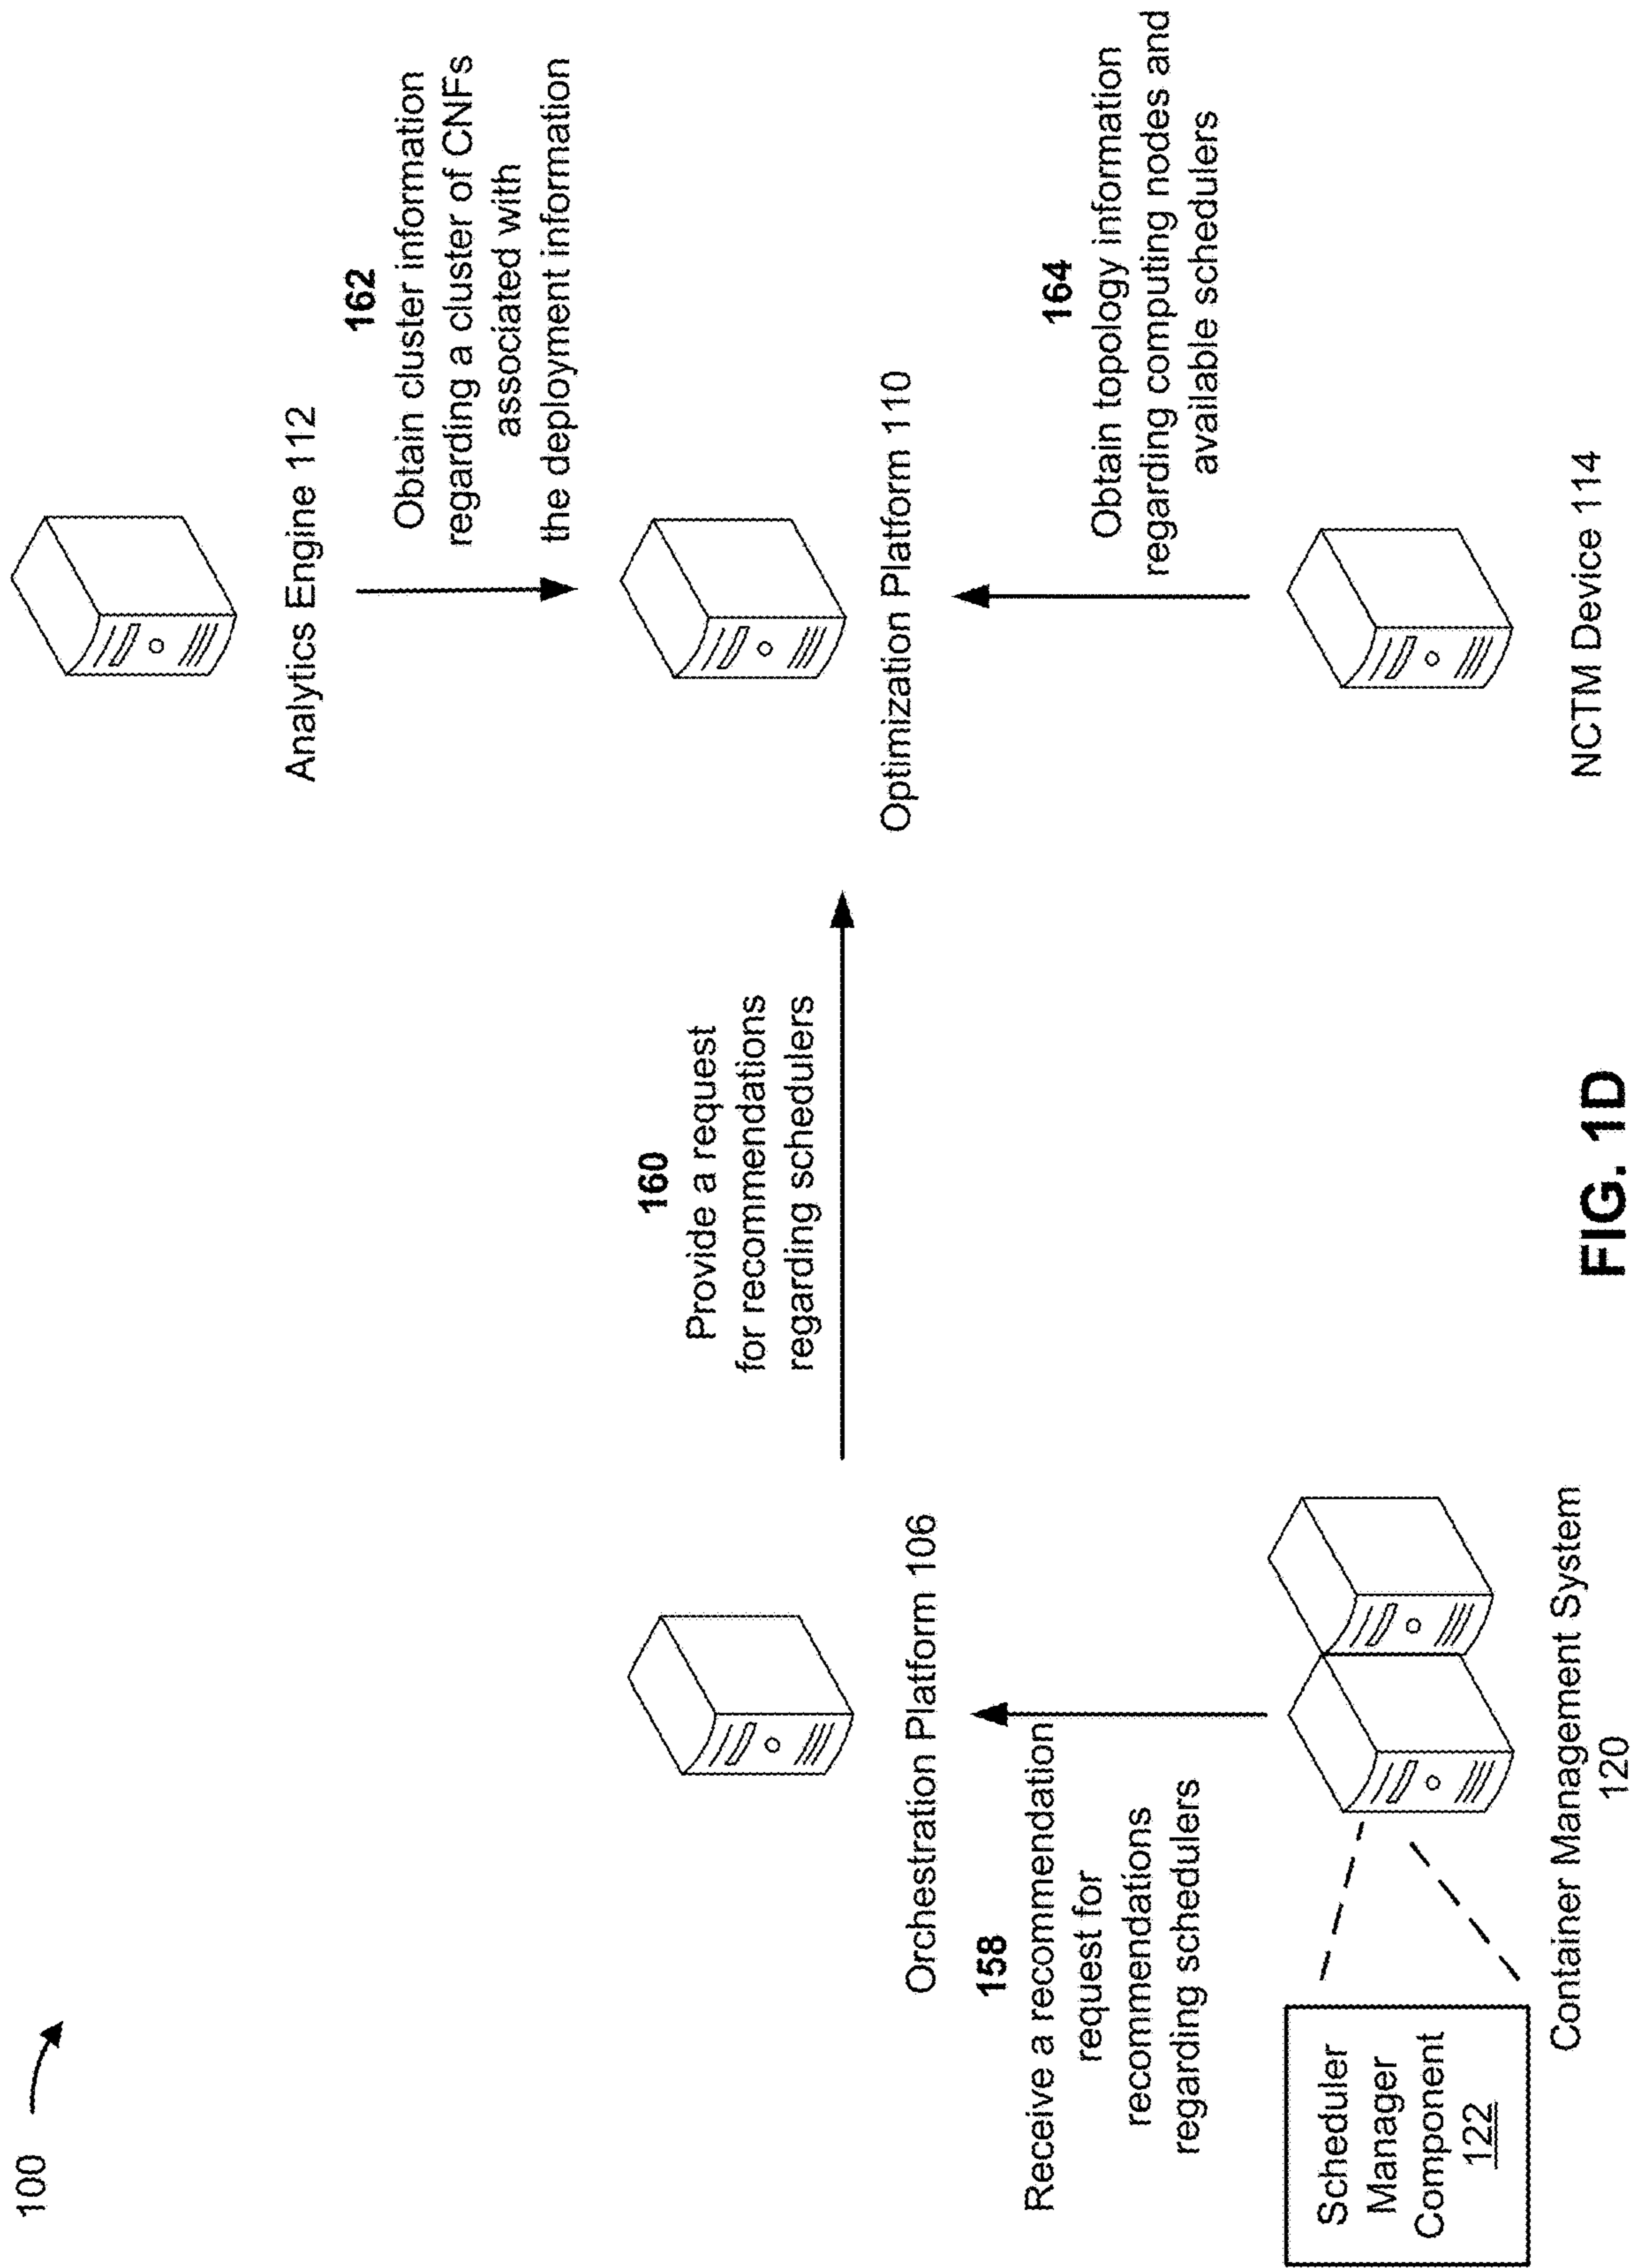 100
Analytics Engine 112
162
Obtain cluster information
regarding a cluster of CNFs
associated with
the deployment information
160
Provide a request
for recommendations
regarding schedulers
Orchestration Platform 106
Optimization Platform 110
158
Receive a recommendation
request for
recommendations
regarding schedulers
164
Obtain topology information
regarding computing nodes and
available schedulers
Scheduler
Manager
Component
122
Container Management System
120
NCTM Device 114
FIG. 1D